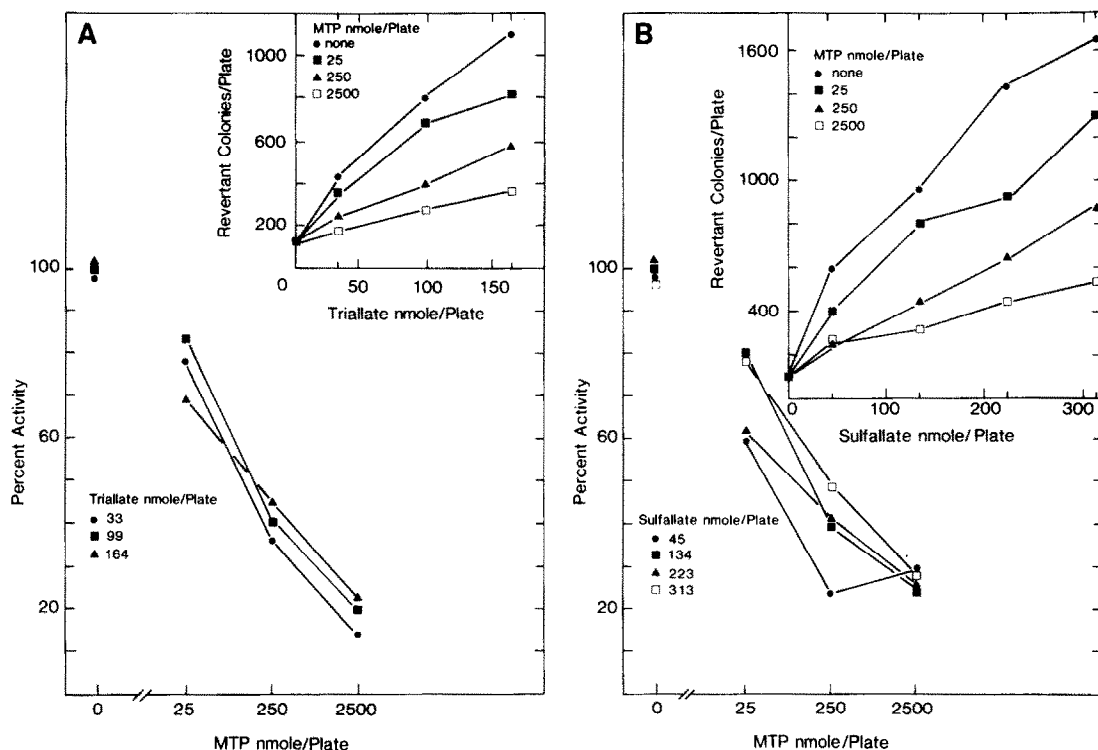 A
MTP nmole/Plate
none
25
250
2500
Revertant Colonies/Plate
1000
600
200
0 50 100 150
Triallate nmole/Plate
Percent Activity
100
60
20
Triallate nmole/Plate
33
99
164
0 25 250 2500
MTP nmole/Plate
B
MTP nmole/Plate
none
25
250
2500
Revertant Colonies/Plate
1600
1000
400
0 100 200 300
Sulfallate nmole/Plate
Percent Activity
100
60
20
Sulfallate nmole/Plate
45
134
223
313
0 25 250 2500
MTP nmole/Plate